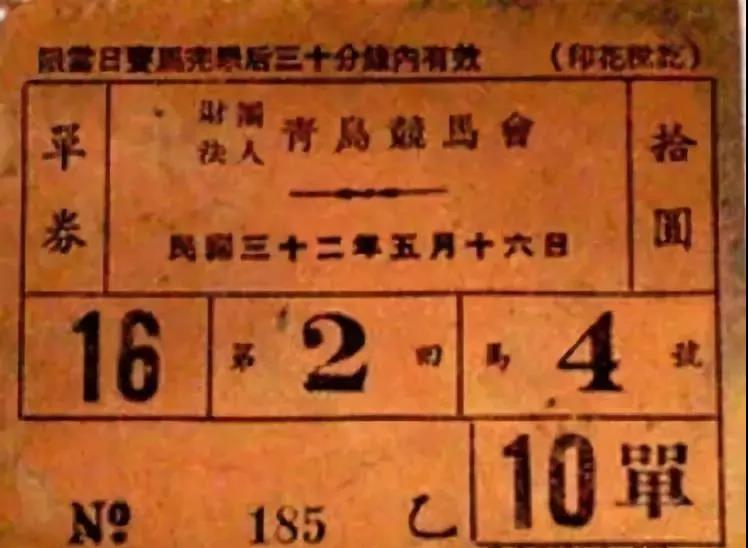 限當日賽馬完畢后三十分鐘內有效 （印花稅訖）
單券
財團法人 青島競馬會
拾圓
民國三十二年五月十六日
16 第 2 回 馬 4 號
10 單
№ 185 乙